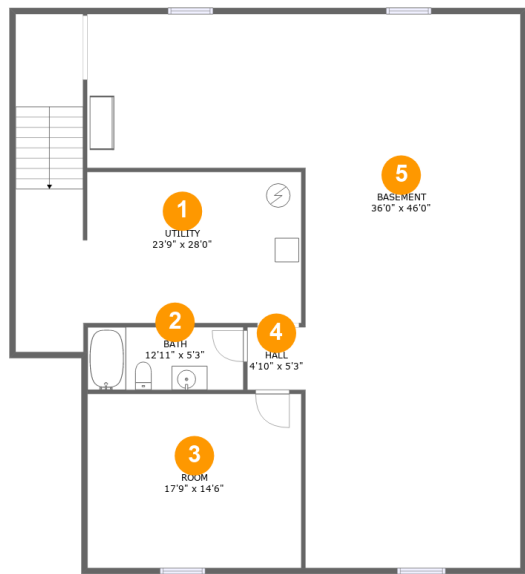 1
UTILITY
23'9" x 28'0"
2
BATH
12'11" x 5'3"
3
ROOM
17'9" x 14'6"
4
HALL
4'10" x 5'3"
5
BASEMENT
36'0" x 46'0"